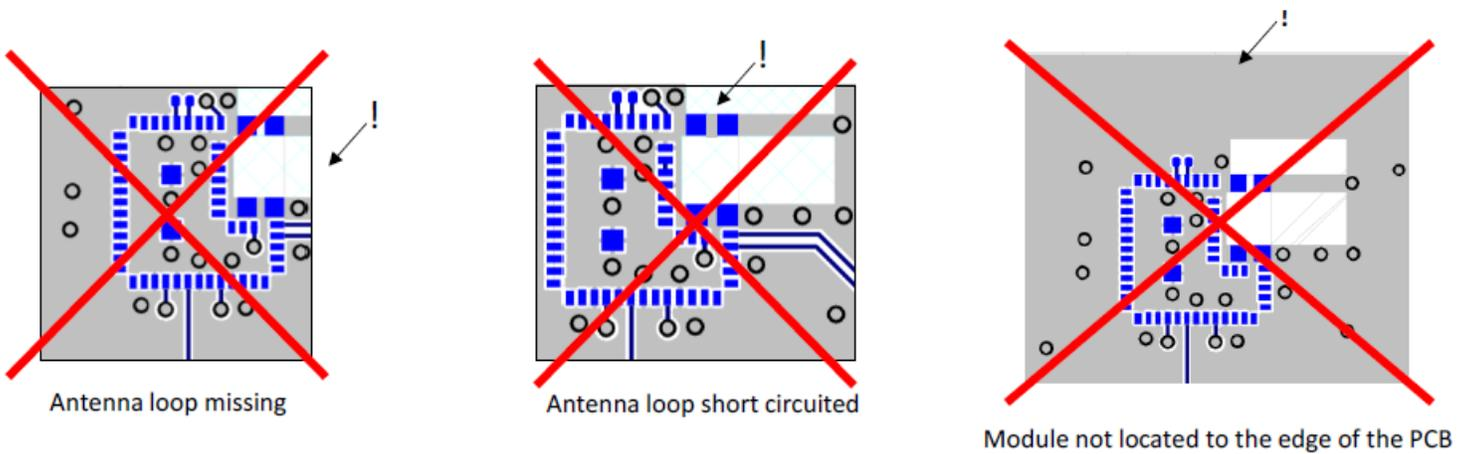 !
!
!
Antenna loop missing
Antenna loop short circuited
Module not located to the edge of the PCB